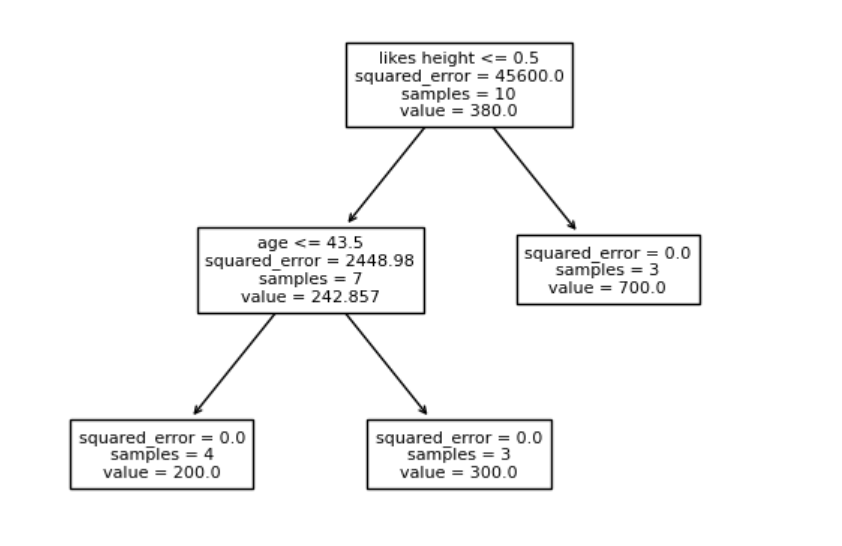 likes height <= 0.5
squared_error = 45600.0
samples = 10
value = 380.0
age <= 43.5
squared_error = 2448.98
samples = 7
value = 242.857
squared_error = 0.0
samples = 3
value = 700.0
squared_error = 0.0
samples = 4
value = 200.0
squared_error = 0.0
samples = 3
value = 300.0